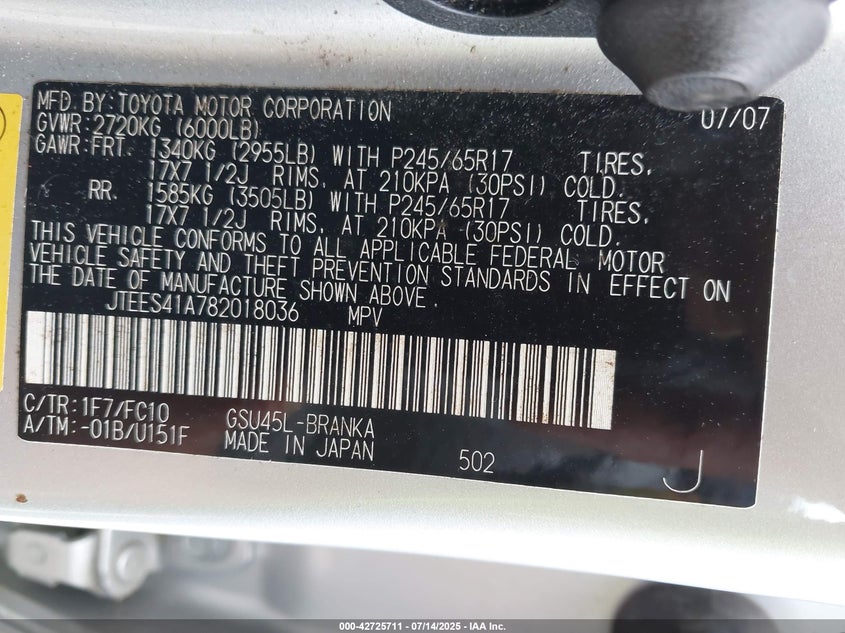 MFD. BY: TOYOTA MOTOR CORPORATION 07/07
GVWR: 2720KG (6000LB)
GAWR: FRT. 1340KG (2955LB) WITH P245/65R17 TIRES,
17X7 1/2J RIMS, AT 210KPA (30PSI) COLD.
RR. 1585KG (3505LB) WITH P245/65R17 TIRES,
17X7 1/2J RIMS, AT 210KPA (30PSI) COLD.
THIS VEHICLE CONFORMS TO ALL APPLICABLE FEDERAL MOTOR
VEHICLE SAFETY AND THEFT PREVENTION STANDARDS IN EFFECT ON
THE DATE OF MANUFACTURE SHOWN ABOVE.
JTEES41A782018036 MPV
C/TR: 1F7/FC10 GSU45L-BRANKA
A/TM: -01B/U151F MADE IN JAPAN 502 J
000-42725711 - 07/14/2025 - IAA Inc.